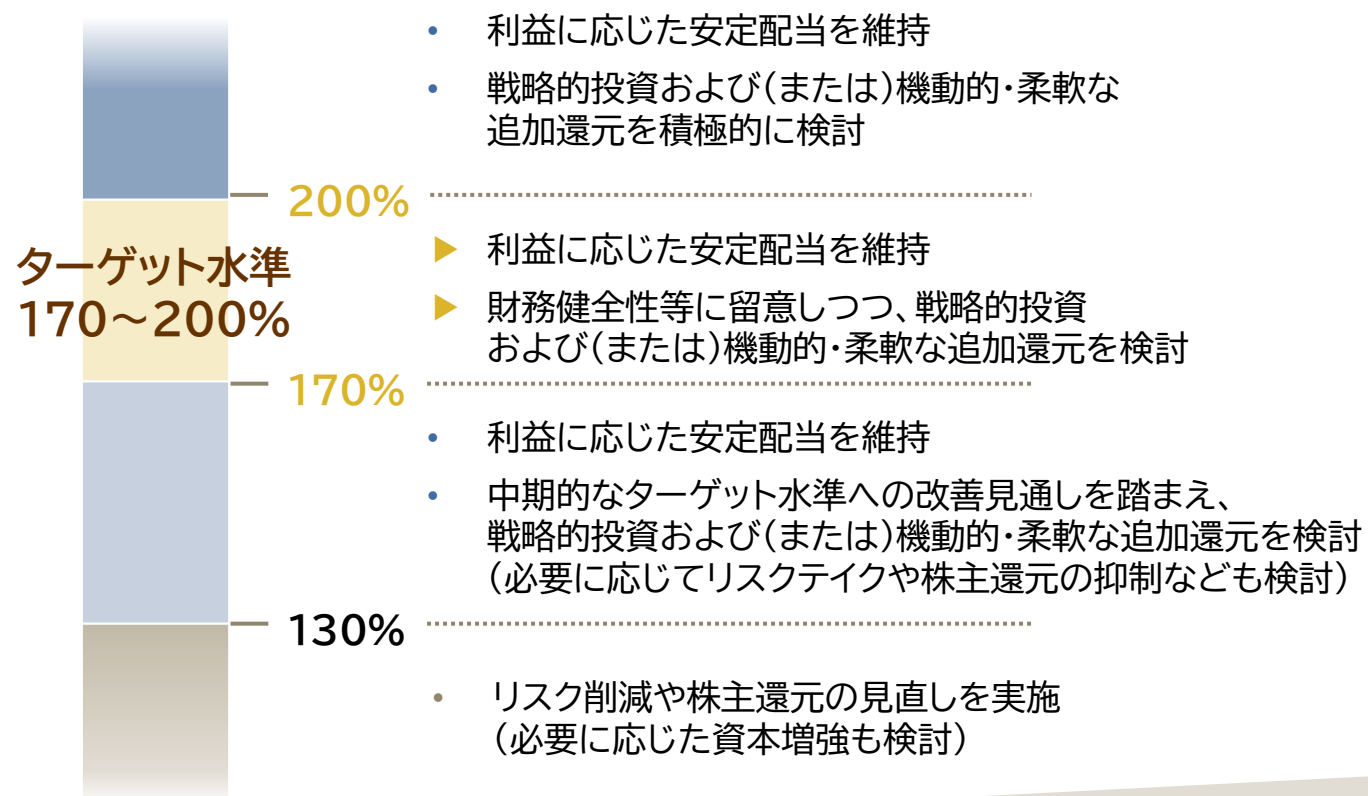 • 利益に応じた安定配当を維持
• 戦略的投資および(または)機動的・柔軟な
追加還元を積極的に検討
200%
ターゲット水準
170～200%
▶ 利益に応じた安定配当を維持
▶ 財務健全性等に留意しつつ、戦略的投資
および(または)機動的・柔軟な追加還元を検討
170%
• 利益に応じた安定配当を維持
• 中期的なターゲット水準への改善見通しを踏まえ、
戦略的投資および(または)機動的・柔軟な追加還元を検討
(必要に応じてリスクテイクや株主還元の抑制なども検討)
130%
• リスク削減や株主還元の見直しを実施
(必要に応じた資本増強も検討)